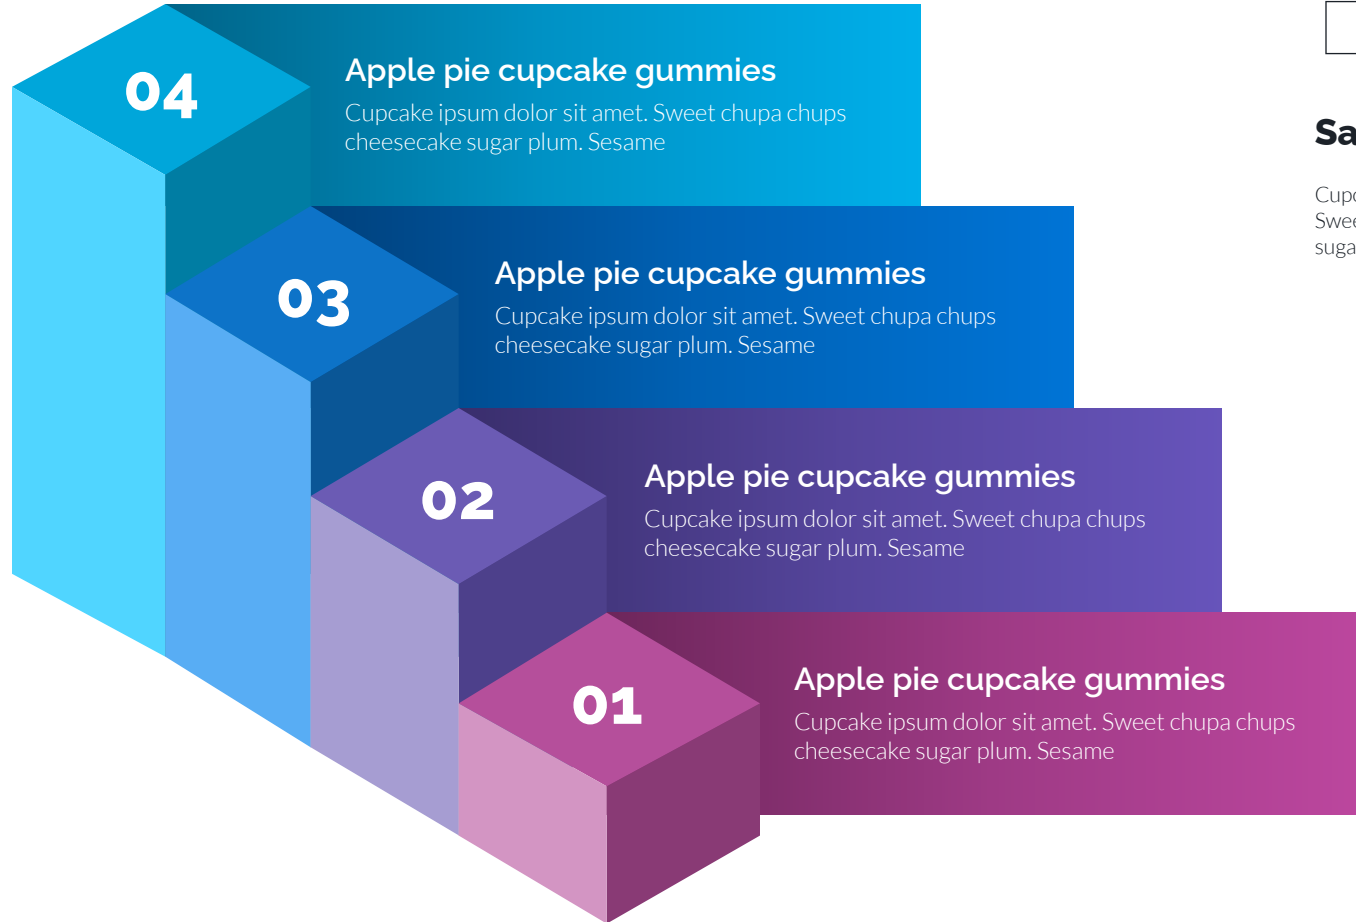 04
Apple pie cupcake gummies
Cupcake ipsum dolor sit amet. Sweet chupa chups
cheesecake sugar plum. Sesame
03
Apple pie cupcake gummies
Cupcake ipsum dolor sit amet. Sweet chupa chups
cheesecake sugar plum. Sesame
02
Apple pie cupcake gummies
Cupcake ipsum dolor sit amet. Sweet chupa chups
cheesecake sugar plum. Sesame
01
Apple pie cupcake gummies
Cupcake ipsum dolor sit amet. Sweet chupa chups
cheesecake sugar plum. Sesame